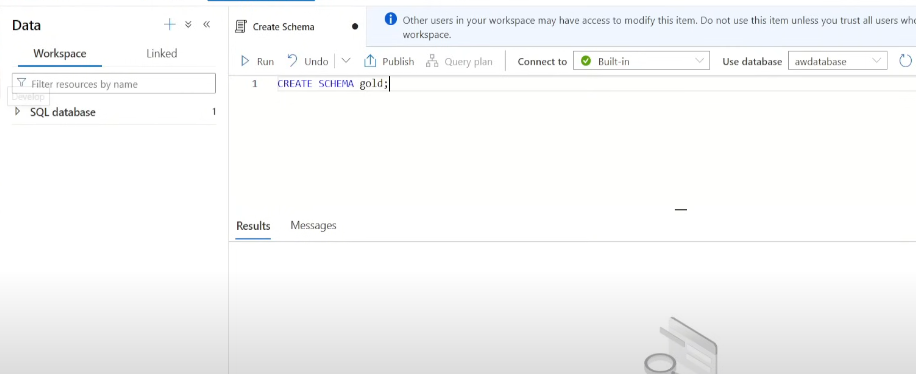 Data
Workspace
Linked
Filter resources by name
Develop
SQL database
1
Create Schema
Other users in your workspace may have access to modify this item. Do not use this item unless you trust all users who
workspace.
Run
Undo
Publish
Query plan
Connect to
Built-in
Use database
awdatabase
1 CREATE SCHEMA gold;
Results
Messages